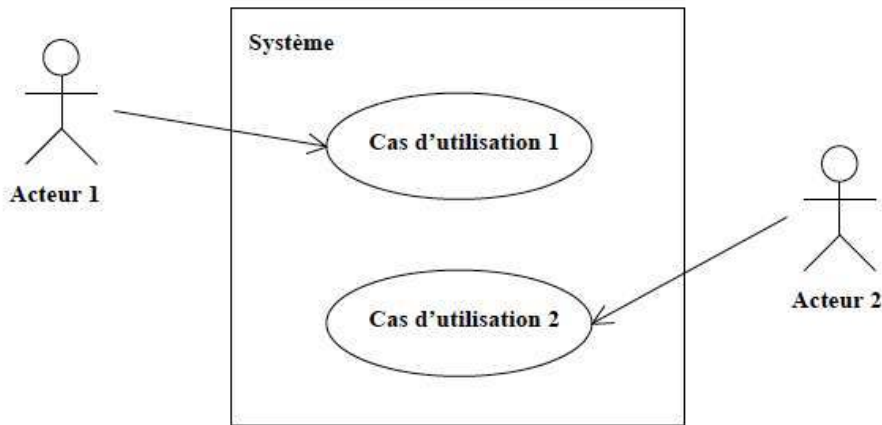 Système
Cas d'utilisation 1
Acteur 1
Cas d'utilisation 2
Acteur 2